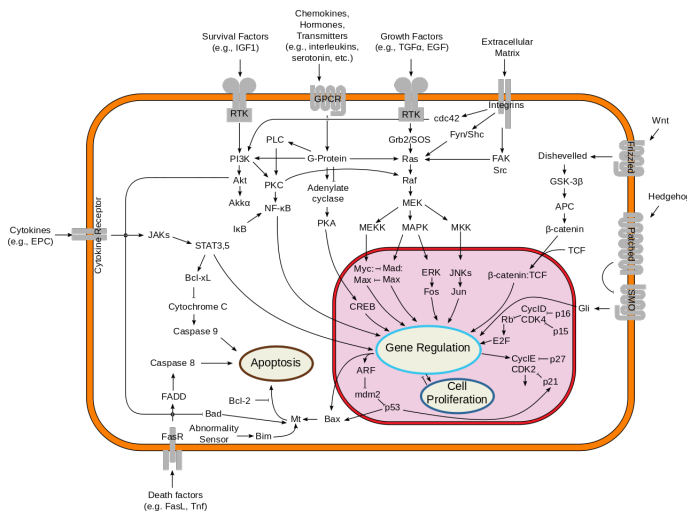 Chemokines,
Hormones,
Transmitters
(e.g., interleukins,
serotonin, etc.)
Survival Factors
(e.g., IGF1)
Growth Factors
(e.g., TGFα, EGF)
Extracellular
Matrix
RTK
GPCR
RTK
Integrins
cdc42
Wnt
PLC
Grb2/SOS
Fyn/Shc
Frizzled
PI3K
G-Protein
Ras
FAK
Src
Dishevelled
Akt
PKC
Adenylate
cyclase
Raf
GSK-3β
Akkα
NF-κB
MEK
APC
Hedgehog
IκB
PKA
MEKK
MAPK
MKK
β-catenin
Cytokines
(e.g., EPC)
Cytokine Receptor
JAKs
STAT3,5
TCF
Patched
Bcl-xL
Myc:
Mad:
Max
Max
ERK
JNKs
β-catenin:TCF
Fos
Jun
SMO
Cytochrome C
CREB
Gli
CycID
p16
Rb
CDK4
p15
Caspase 9
E2F
Gene Regulation
Caspase 8
Apoptosis
ARF
CycIE
p27
CDK2
p21
FADD
Bcl-2
mdm2
Cell
Proliferation
p53
Bad
Mt
Bax
FasR
Abnormality
Sensor
Bim
Death factors
(e.g. FasL, Tnf)